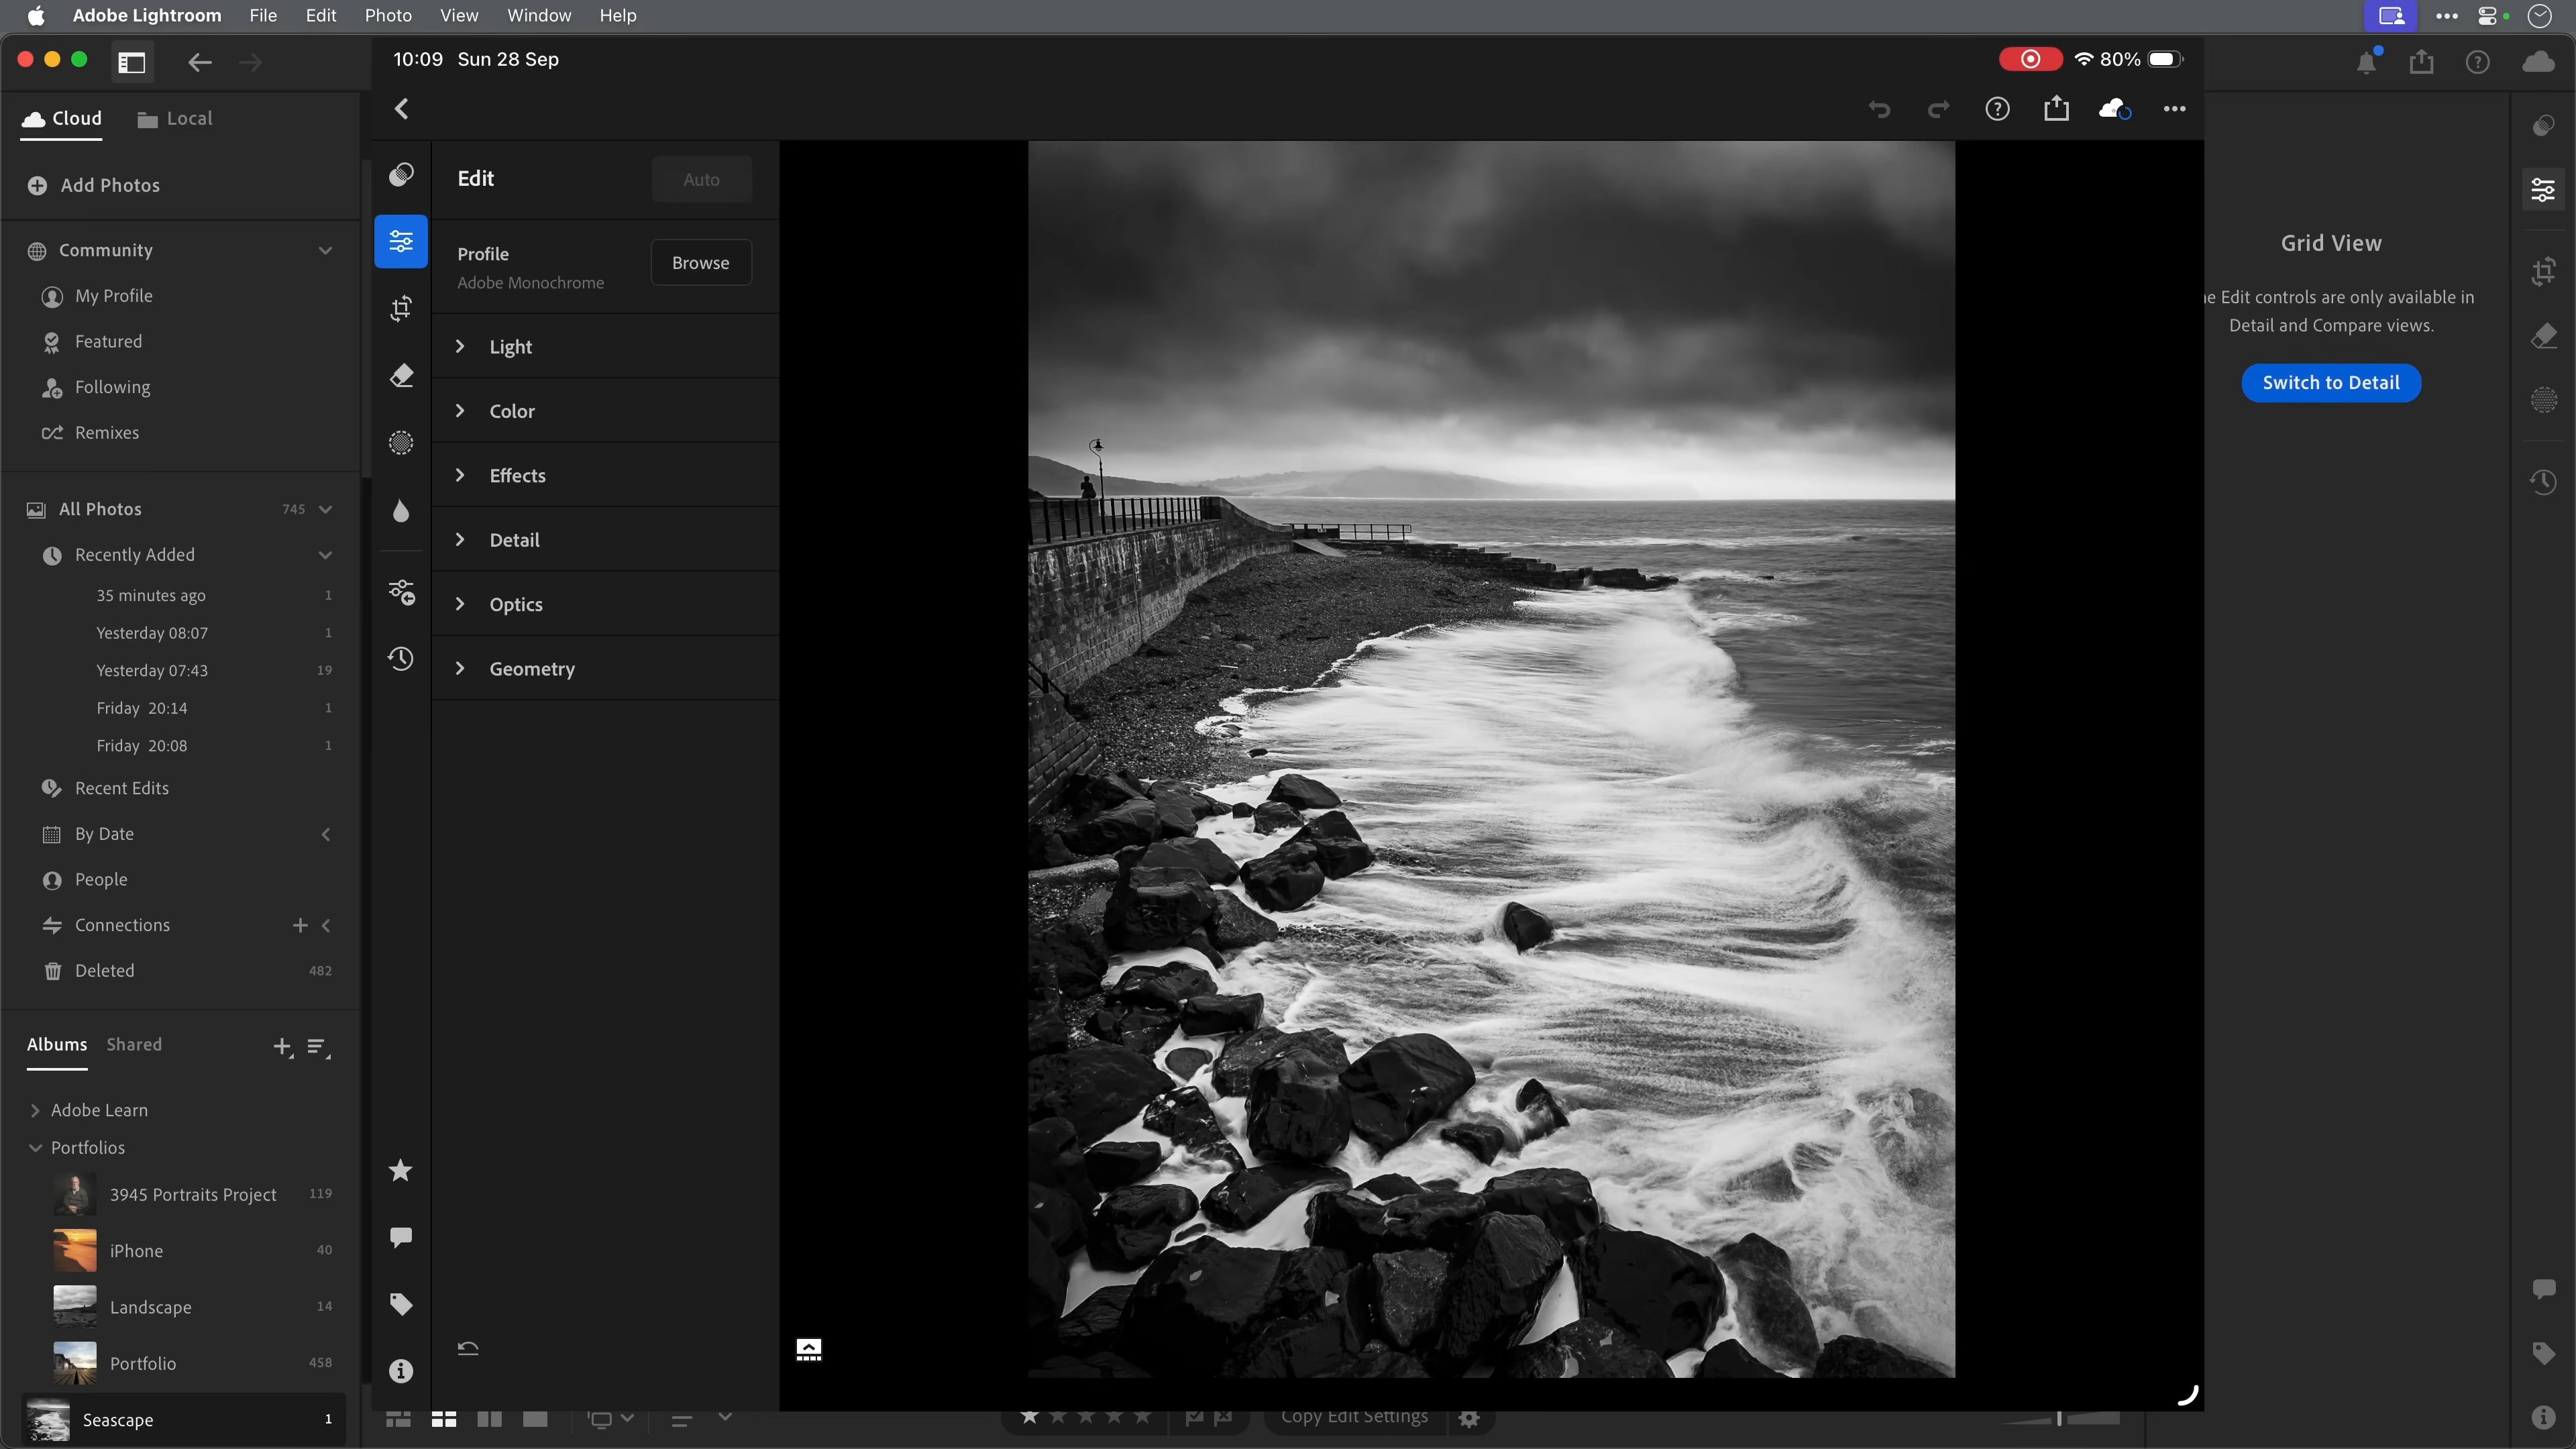 Adobe Lightroom File Edit Photo View Window Help
10:09 Sun 28 Sep
80%
Cloud Local
Add Photos
Community
My Profile
Featured
Following
Remixes
All Photos 745
Recently Added
35 minutes ago 1
Yesterday 08:07 1
Yesterday 07:43 19
Friday 20:14 1
Friday 20:08 1
Recent Edits
By Date
People
Connections
Deleted 482
Albums Shared
Adobe Learn
Portfolios
3945 Portraits Project 119
iPhone 40
Landscape 14
Portfolio 458
Seascape 1
Edit Auto
Profile
Adobe Monochrome
Browse
Light
Color
Effects
Detail
Optics
Geometry
Grid View
Edit controls are only available in
Detail and Compare views.
Switch to Detail
Copy Edit Settings